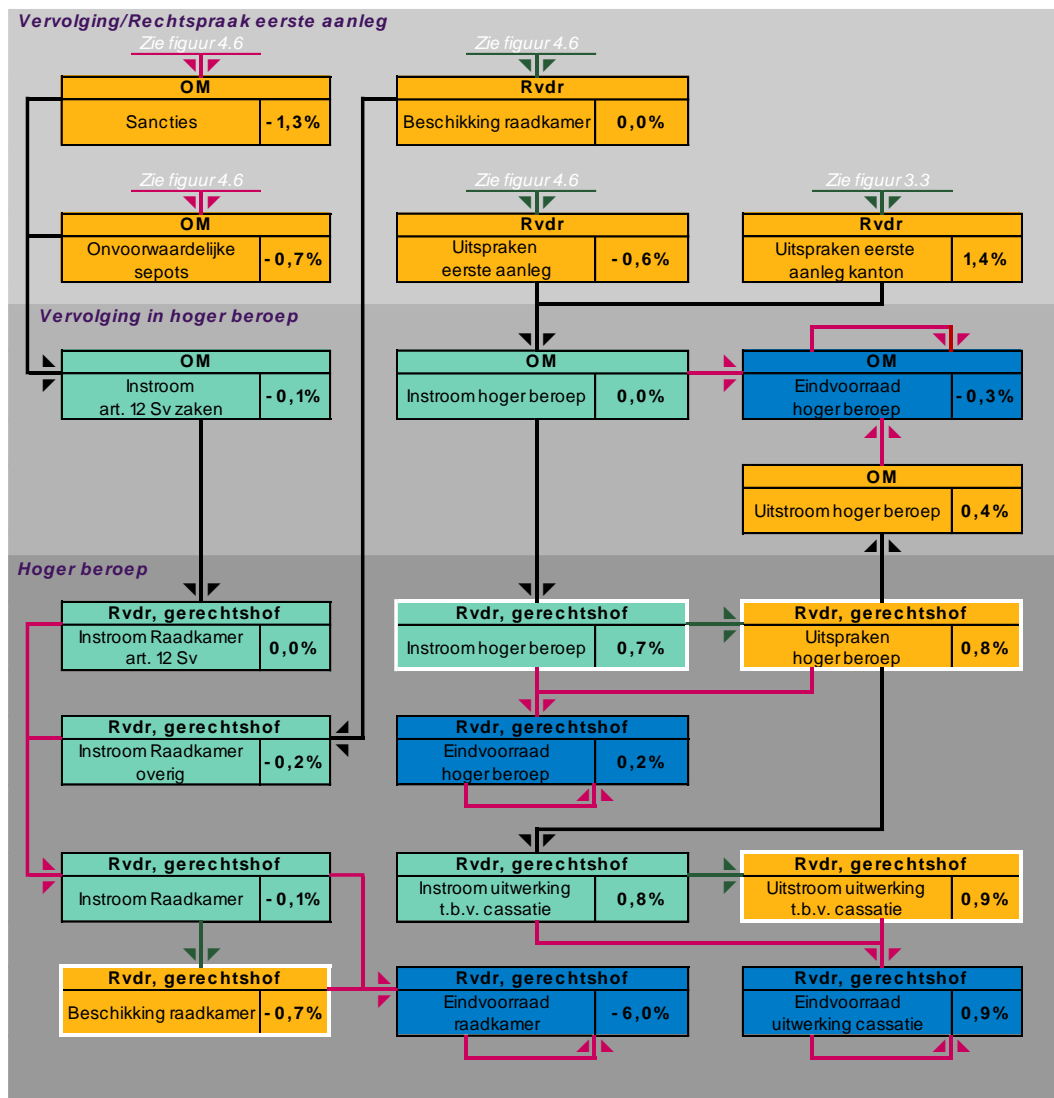 Vervolging/Rechtspraak eerste aanleg
Zie figuur 4.6
Zie figuur 4.6
OM
Sancties
-1,3%
Rvdr
Beschikking raadkamer
0,0%
Zie figuur 4.6
Zie figuur 4.6
Zie figuur 3.3
OM
Onvoorwaardelijke
sepots
-0,7%
Rvdr
Uitspraken
eerste aanleg
-0,6%
Rvdr
Uitspraken eerste
aanleg kanton
1,4%
Vervolging in hoger beroep
OM
Instroom
art. 12 Sv zaken
-0,1%
OM
Instroom hoger beroep
0,0%
OM
Eindvoorraad
hoger beroep
-0,3%
OM
Uitstroom hoger beroep
0,4%
Hoger beroep
Rvdr, gerechtshof
Instroom Raadkamer
art. 12 Sv
0,0%
Rvdr, gerechtshof
Instroom hoger beroep
0,7%
Rvdr, gerechtshof
Uitspraken
hoger beroep
0,8%
Rvdr, gerechtshof
Instroom Raadkamer
overig
-0,2%
Rvdr, gerechtshof
Eindvoorraad
hoger beroep
0,2%
Rvdr, gerechtshof
Instroom Raadkamer
-0,1%
Rvdr, gerechtshof
Instroom uitwerking
t.b.v. cassatie
0,8%
Rvdr, gerechtshof
Uitstroom uitwerking
t.b.v. cassatie
0,9%
Rvdr, gerechtshof
Beschikking raadkamer
-0,7%
Rvdr, gerechtshof
Eindvoorraad
raadkamer
-6,0%
Rvdr, gerechtshof
Eindvoorraad
uitwerking cassatie
0,9%